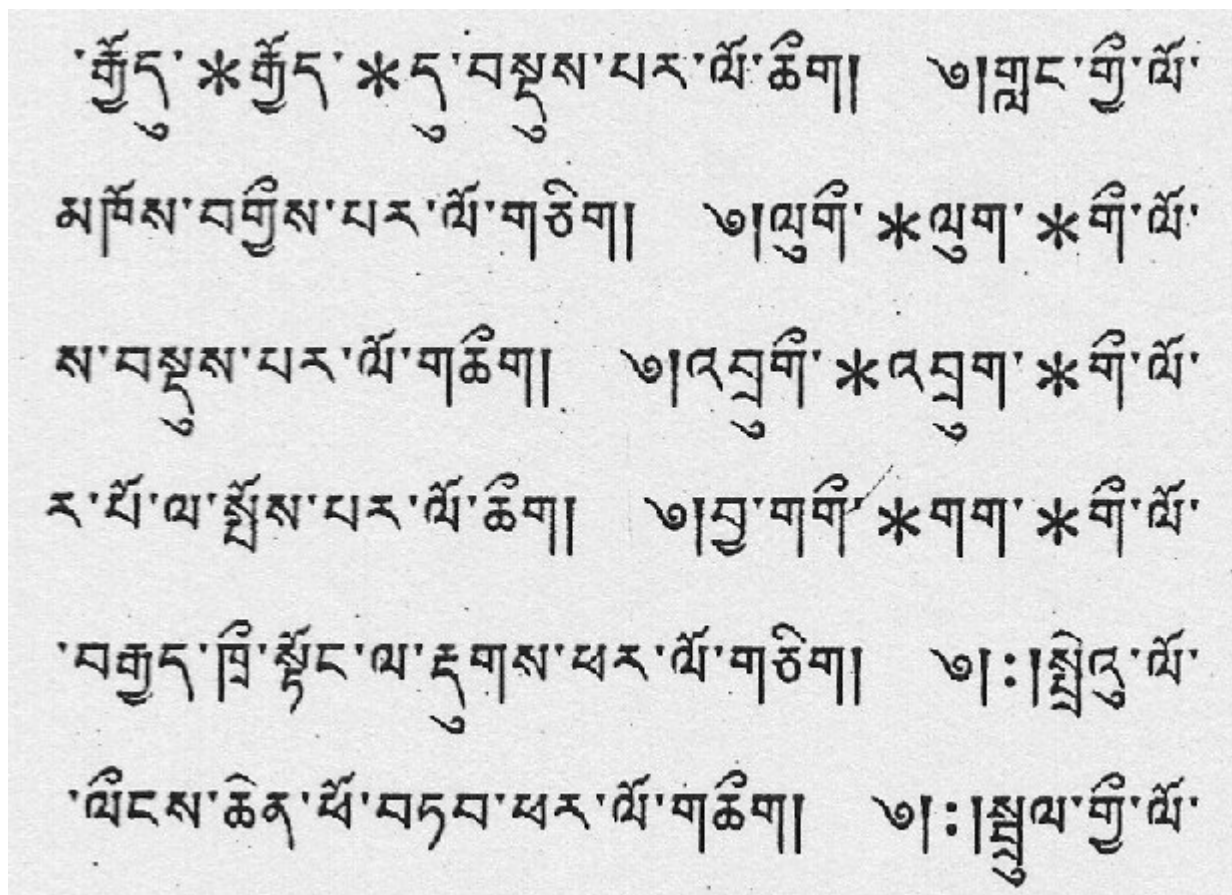 ་རྒྱོདུ་*རྒྱོད་*དུ་བསྡུས་པར་ལོ་ཆིག། ༄།གླང་གྱི་ལོ་
མཁོས་བགྱིས་པར་ལོ་གཅིག། ༄།ལུགི་*ལུག་*གི་ལོ་
ས་བསྡུས་པར་ལོ་གཆིག། ༄།འབྲུགི་*འབྲུག་*གི་ལོ་
ར་པོ་ལ་སྤོས་པར་ལོ་ཆིག། ༄།བྱ་གགི་*གག་*གི་ལོ་
་བརྒྱད་ཁྲི་སྟོང་ལ་རྡུགས་ཕར་ལོ་གཅིག། ༄།:།སྤྲེའུ་ལོ་
་ལིངས་ཆེན་ཕོ་བཏབ་ཕར་ལོ་གཆིག། ༄།:།སྦྲུལ་གྱི་ལོ་